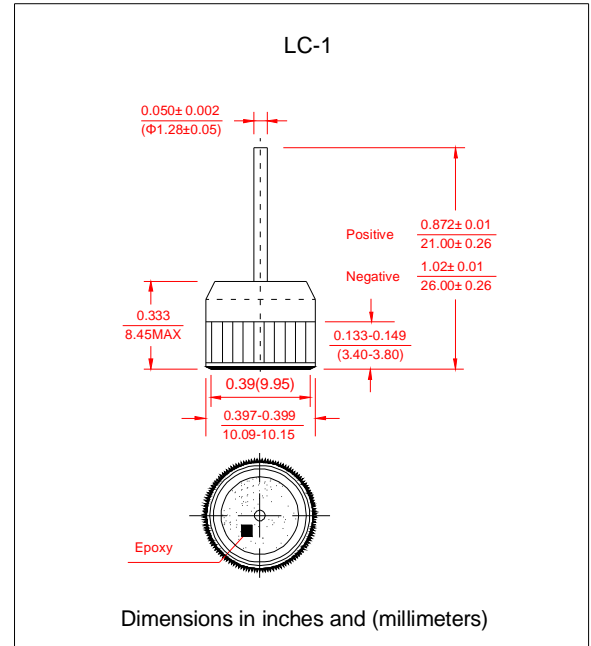 LC-1
0.050± 0.002
(Φ1.28±0.05)
Positive
0.872± 0.01
21.00± 0.26
Negative
1.02± 0.01
26.00± 0.26
0.333
8.45MAX
0.133-0.149
(3.40-3.80)
0.39(9.95)
0.397-0.399
10.09-10.15
Epoxy
Dimensions in inches and (millimeters)